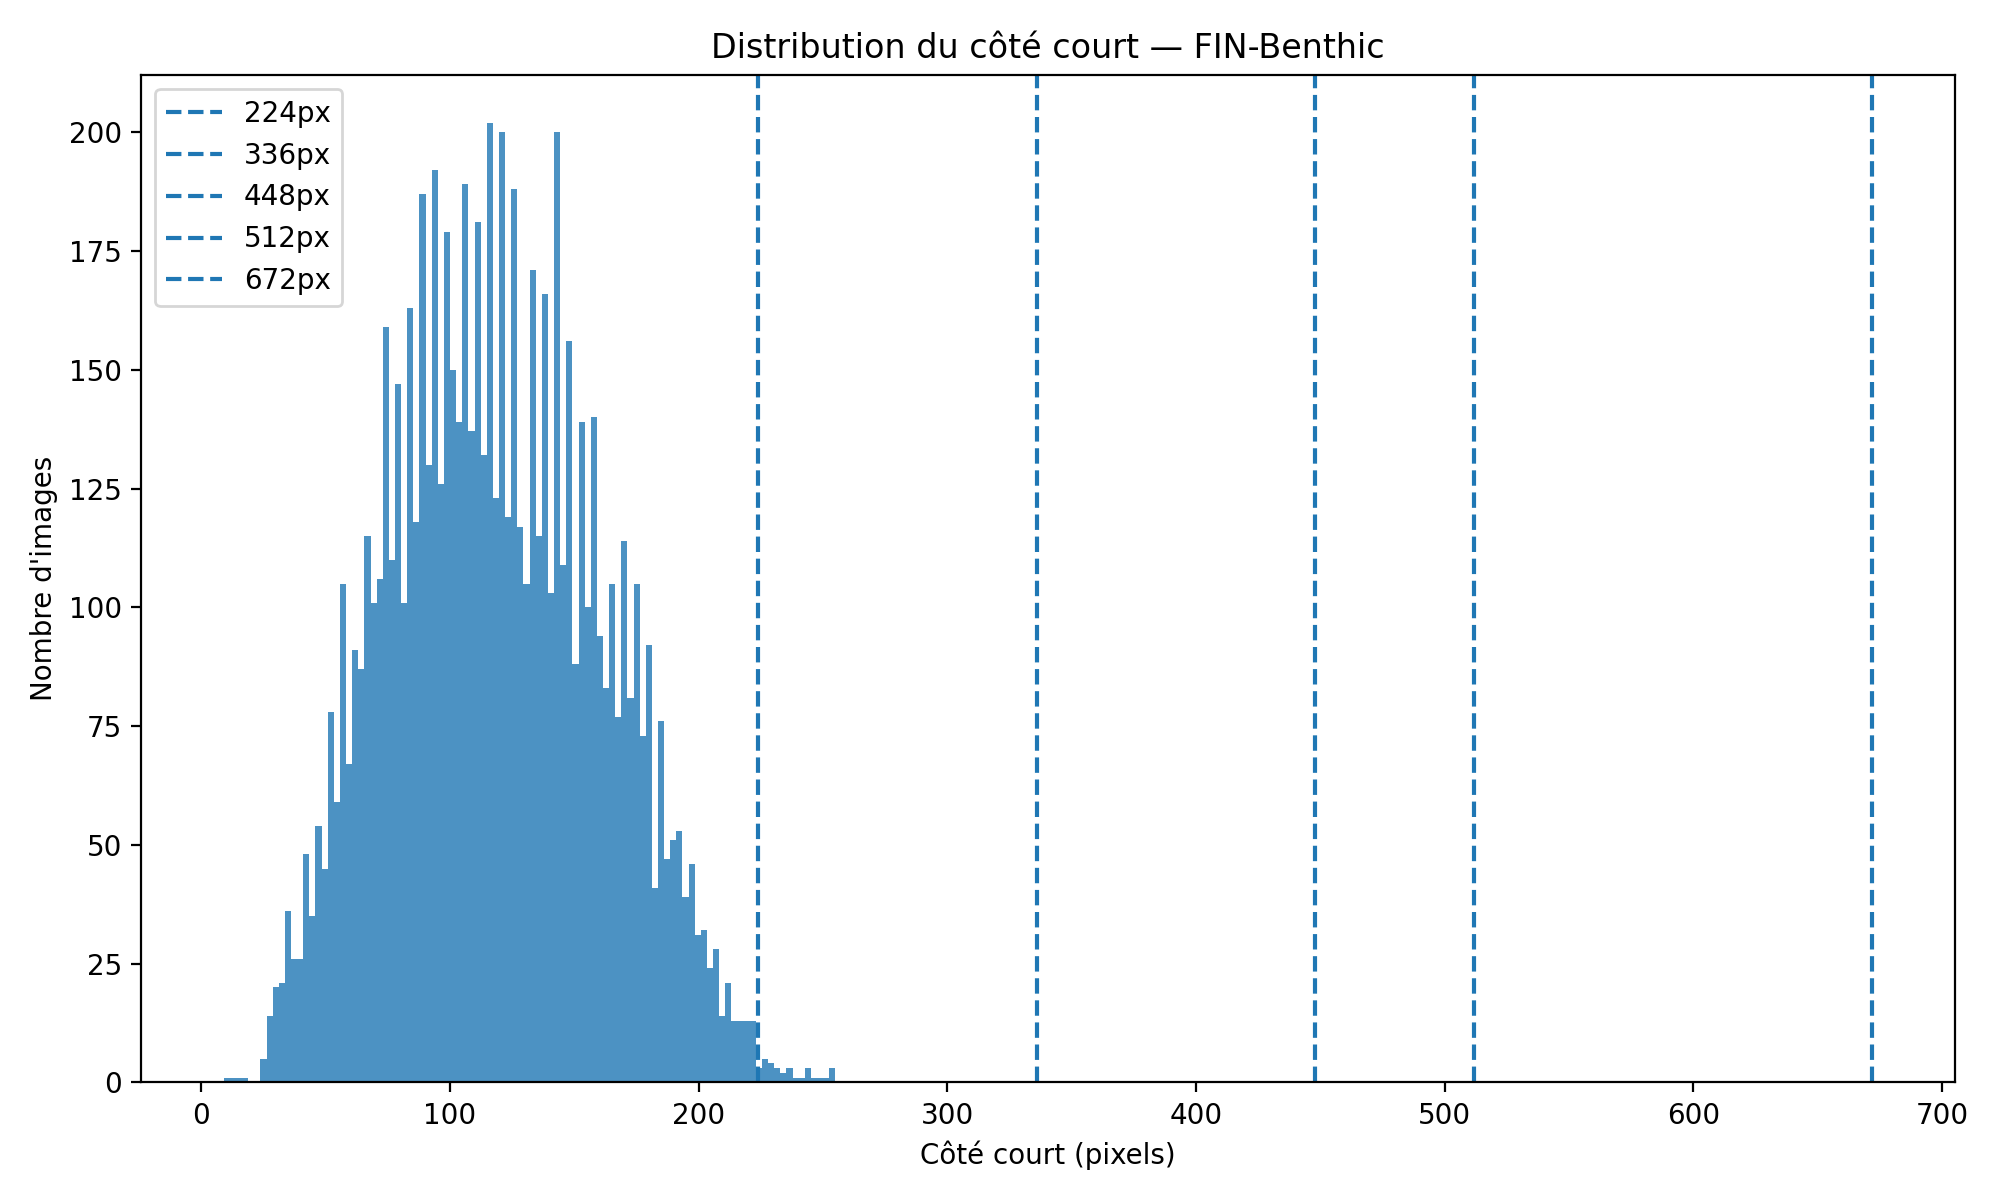 Distribution du côté court — FIN-Benthic
224px
336px
448px
512px
672px
Nombre d'images
200
175
150
125
100
75
50
25
0
0 100 200 300 400 500 600 700
Côté court (pixels)